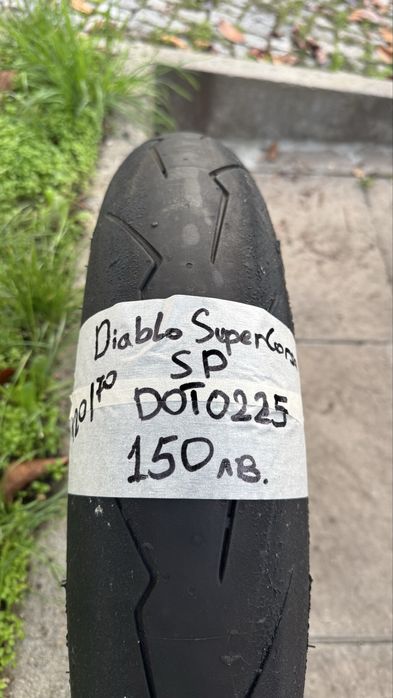 Diablo SuperCorsa
SP
120/70
DOT0225
150 лв.